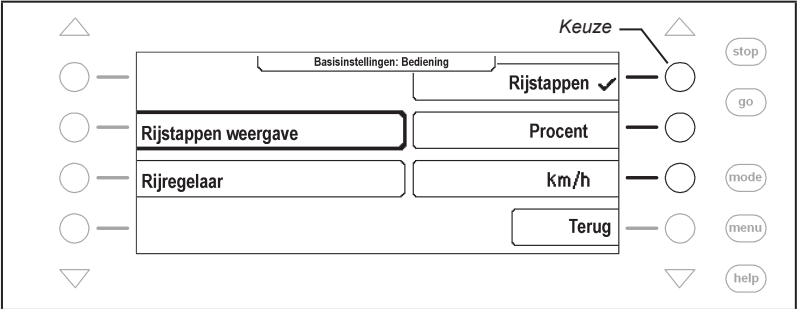 Keuze
stop
Basisinstellingen: Bediening
Rijstappen
go
Rijstappen weergave
Procent
Rijregelaar
km/h
mode
Terug
menu
help